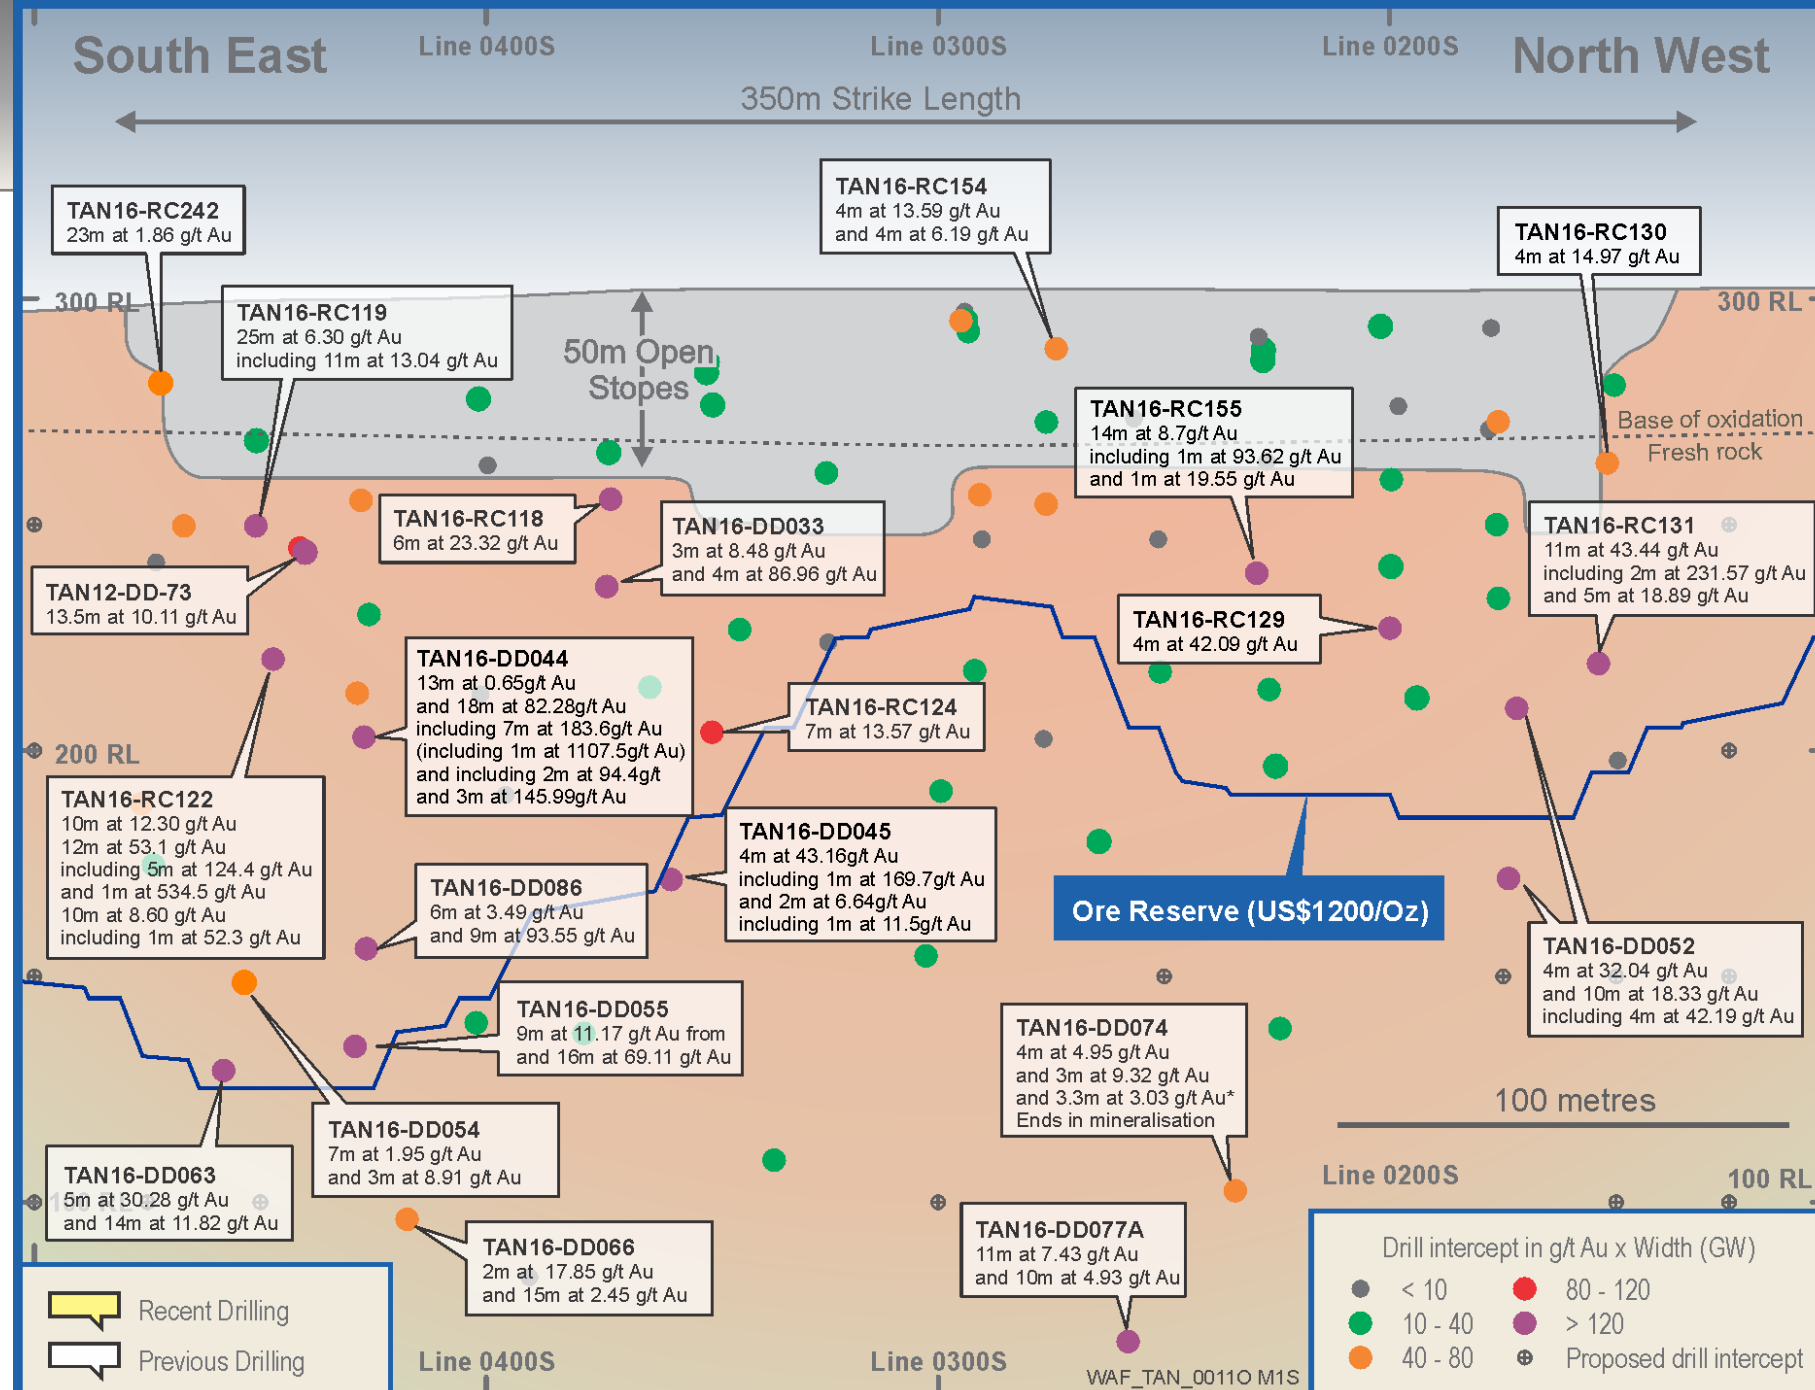 South East
Line 0400S
Line 0300S
Line 0200S
North West
350m Strike Length
TAN16-RC242
23m at 1.86 g/t Au
TAN16-RC154
4m at 13.59 g/t Au
and 4m at 6.19 g/t Au
TAN16-RC130
4m at 14.97 g/t Au
300 RL
300 RL
TAN16-RC119
25m at 6.30 g/t Au
including 11m at 13.04 g/t Au
50m Open
Stopes
TAN16-RC155
14m at 8.7g/t Au
including 1m at 93.62 g/t Au
and 1m at 19.55 g/t Au
Base of oxidation
Fresh rock
TAN16-RC118
6m at 23.32 g/t Au
TAN16-DD033
3m at 8.48 g/t Au
and 4m at 86.96 g/t Au
TAN16-RC131
11m at 43.44 g/t Au
including 2m at 231.57 g/t Au
and 5m at 18.89 g/t Au
TAN12-DD-73
13.5m at 10.11 g/t Au
TAN16-RC129
4m at 42.09 g/t Au
TAN16-DD044
13m at 0.65g/t Au
and 18m at 82.28g/t Au
including 7m at 183.6g/t Au
(including 1m at 1107.5g/t Au)
and including 2m at 94.4g/t
and 3m at 145.99g/t Au
TAN16-RC124
7m at 13.57 g/t Au
200 RL
TAN16-RC122
10m at 12.30 g/t Au
12m at 53.1 g/t Au
including 5m at 124.4 g/t Au
and 1m at 534.5 g/t Au
10m at 8.60 g/t Au
including 1m at 52.3 g/t Au
TAN16-DD045
4m at 43.16g/t Au
including 1m at 169.7g/t Au
and 2m at 6.64g/t Au
including 1m at 11.5g/t Au
TAN16-DD086
6m at 3.49 g/t Au
and 9m at 93.55 g/t Au
Ore Reserve (US$1200/Oz)
TAN16-DD052
4m at 32.04 g/t Au
and 10m at 18.33 g/t Au
including 4m at 42.19 g/t Au
TAN16-DD055
9m at 11.17 g/t Au from
and 16m at 69.11 g/t Au
TAN16-DD074
4m at 4.95 g/t Au
and 3m at 9.32 g/t Au
and 3.3m at 3.03 g/t Au*
Ends in mineralisation
100 metres
TAN16-DD054
7m at 1.95 g/t Au
and 3m at 8.91 g/t Au
TAN16-DD063
5m at 30.28 g/t Au
and 14m at 11.82 g/t Au
100 RL
Line 0200S
100 RL
TAN16-DD066
2m at 17.85 g/t Au
and 15m at 2.45 g/t Au
TAN16-DD077A
11m at 7.43 g/t Au
and 10m at 4.93 g/t Au
Drill intercept in g/t Au x Width (GW)
< 10
80 - 120
10 - 40
> 120
40 - 80
Proposed drill intercept
Recent Drilling
Previous Drilling
Line 0400S
Line 0300S
WAF_TAN_0011O M1S